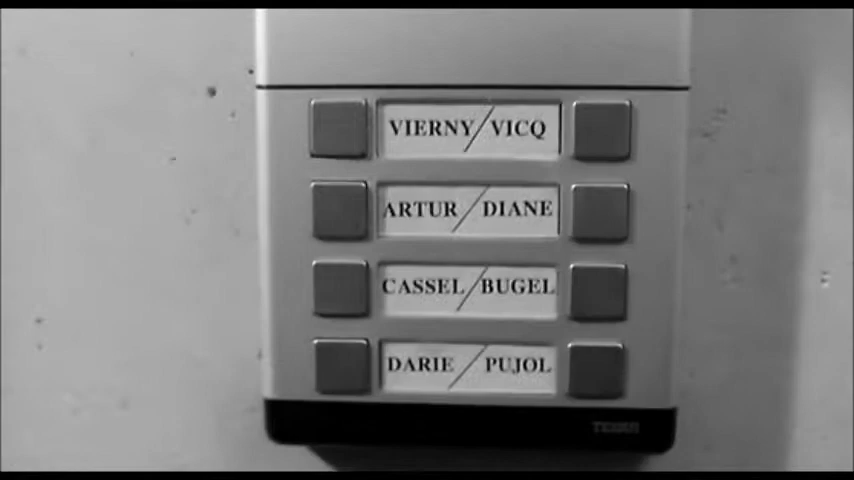 VIERNY/VICQ
ARTUR/DIANE
CASSEL/BUGEL
DARIE/PUJOL